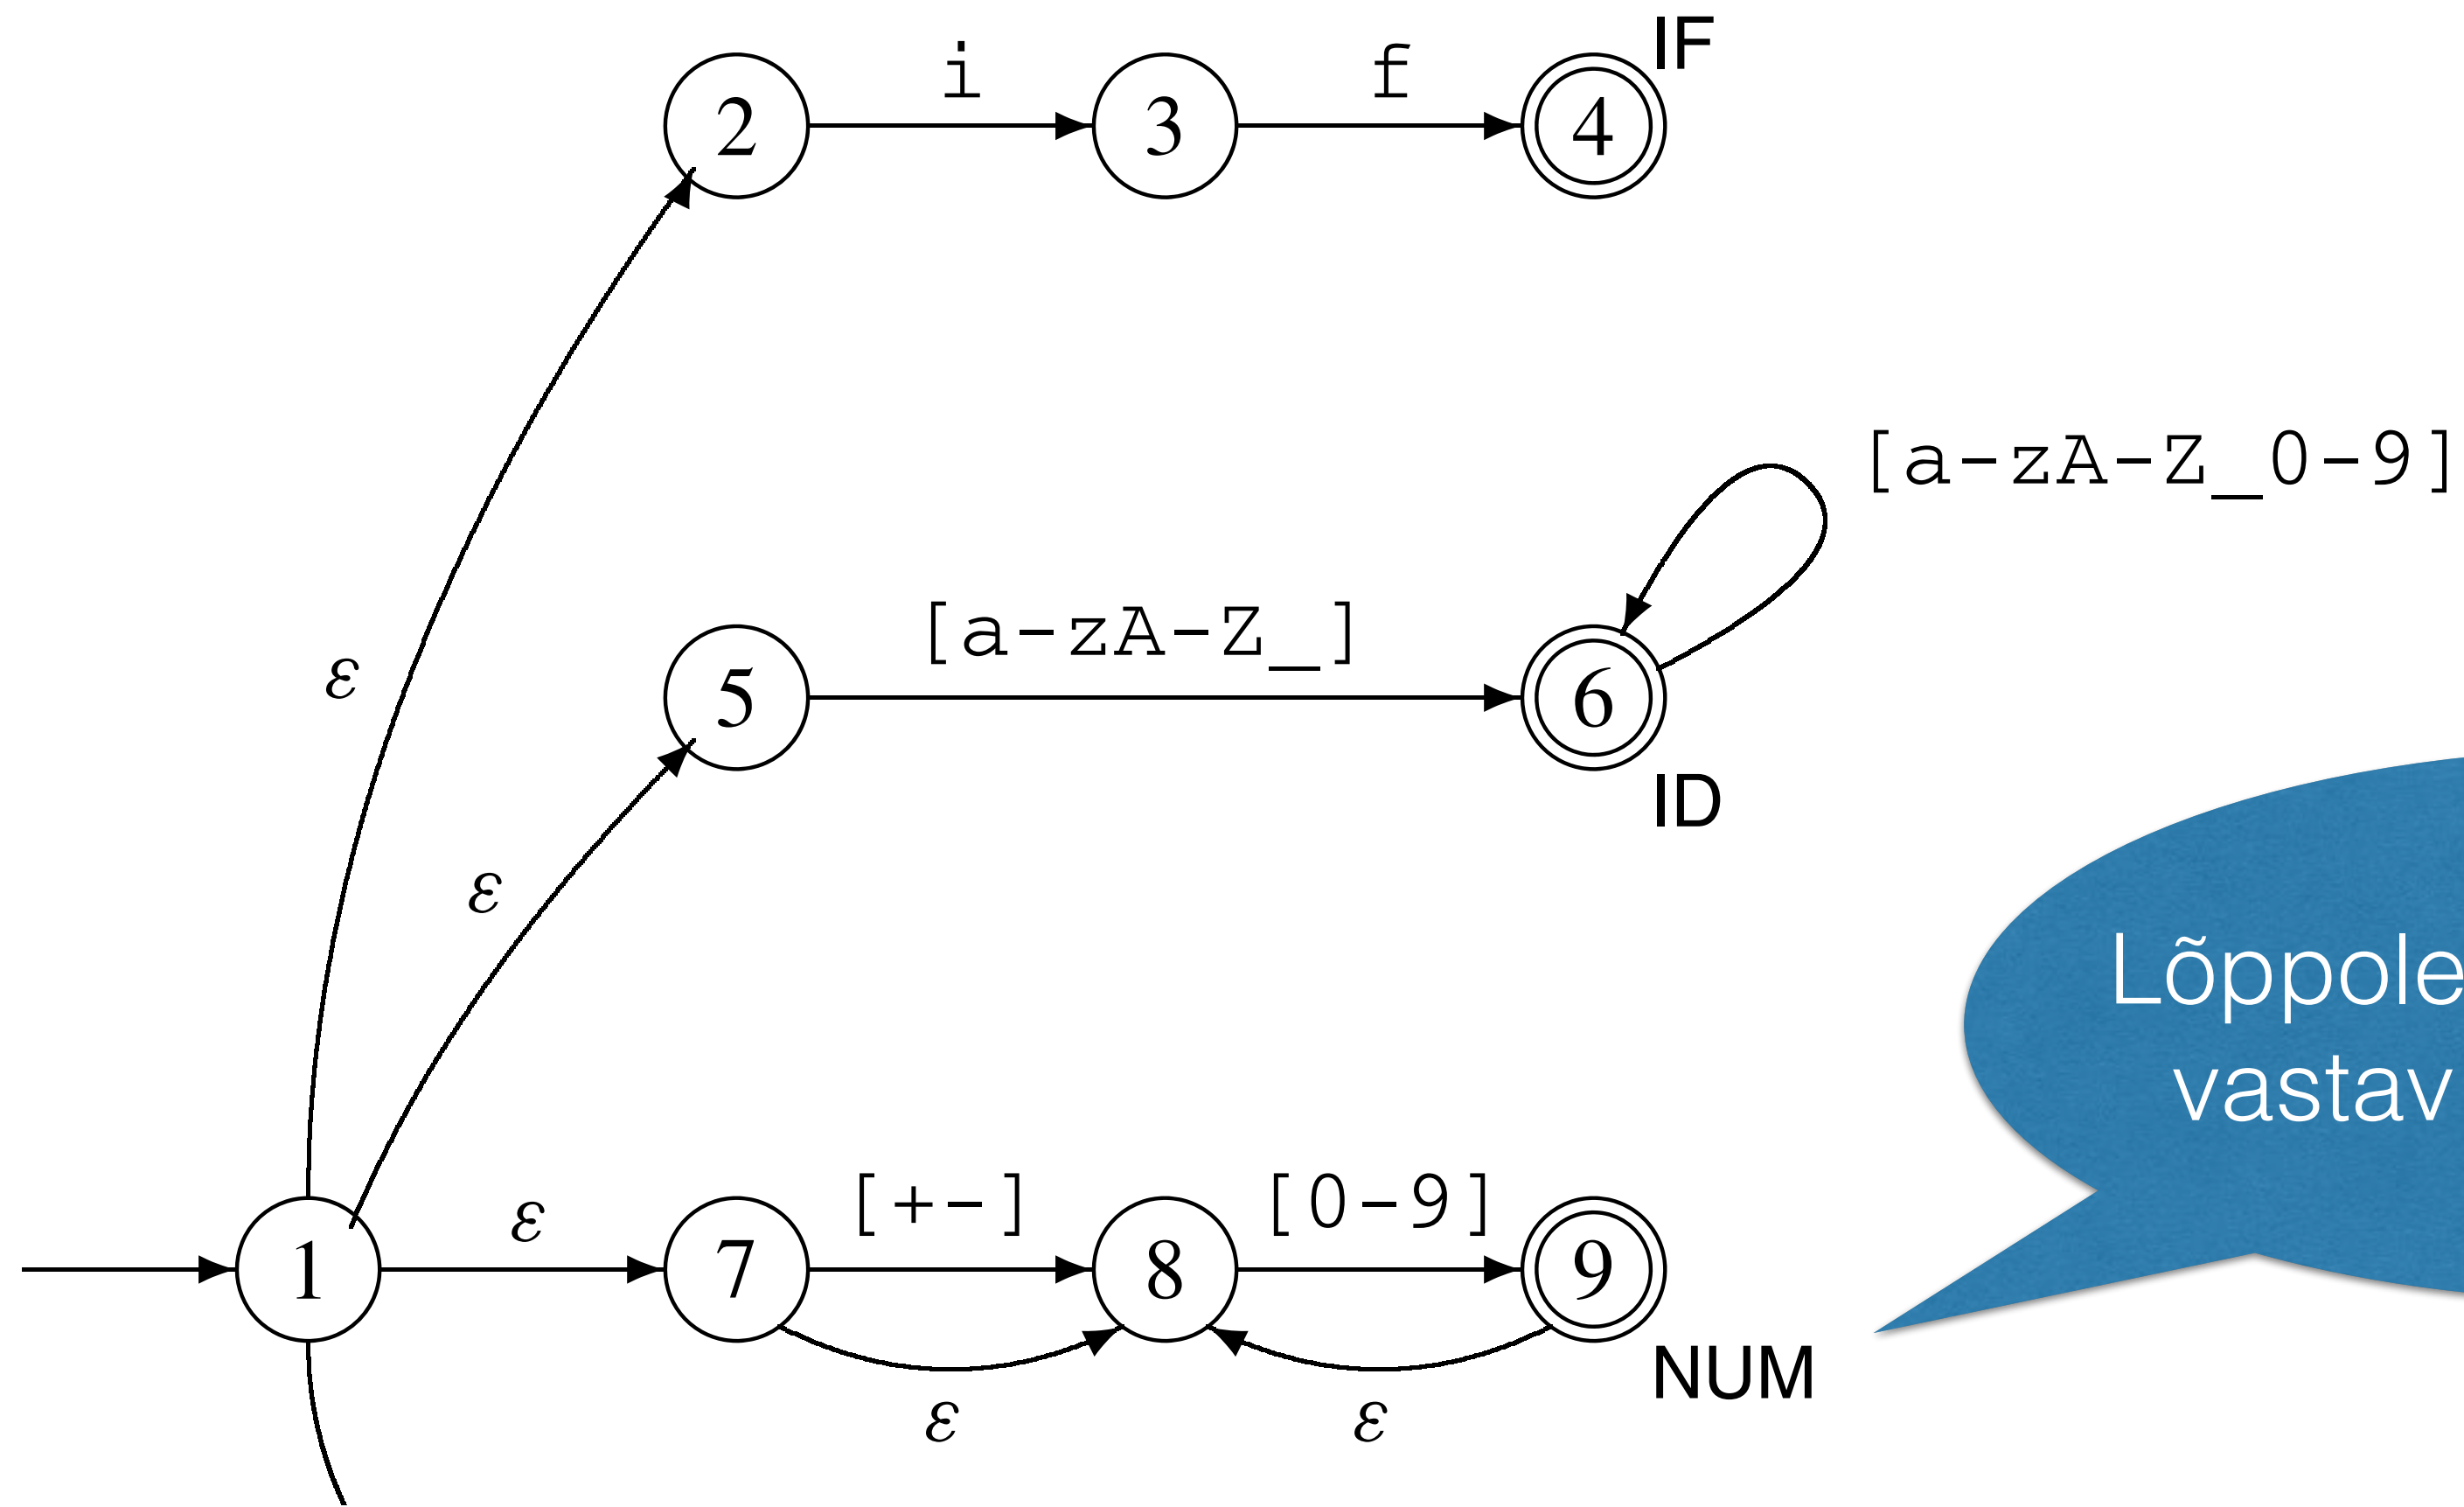 IF
i
f
2
3
4
[a-zA-Z_0-9]
[a-zA-Z_]
ε
5
6
ID
ε
Lõppole
vastav
[+-]
[0-9]
ε
1
7
8
9
NUM
ε
ε